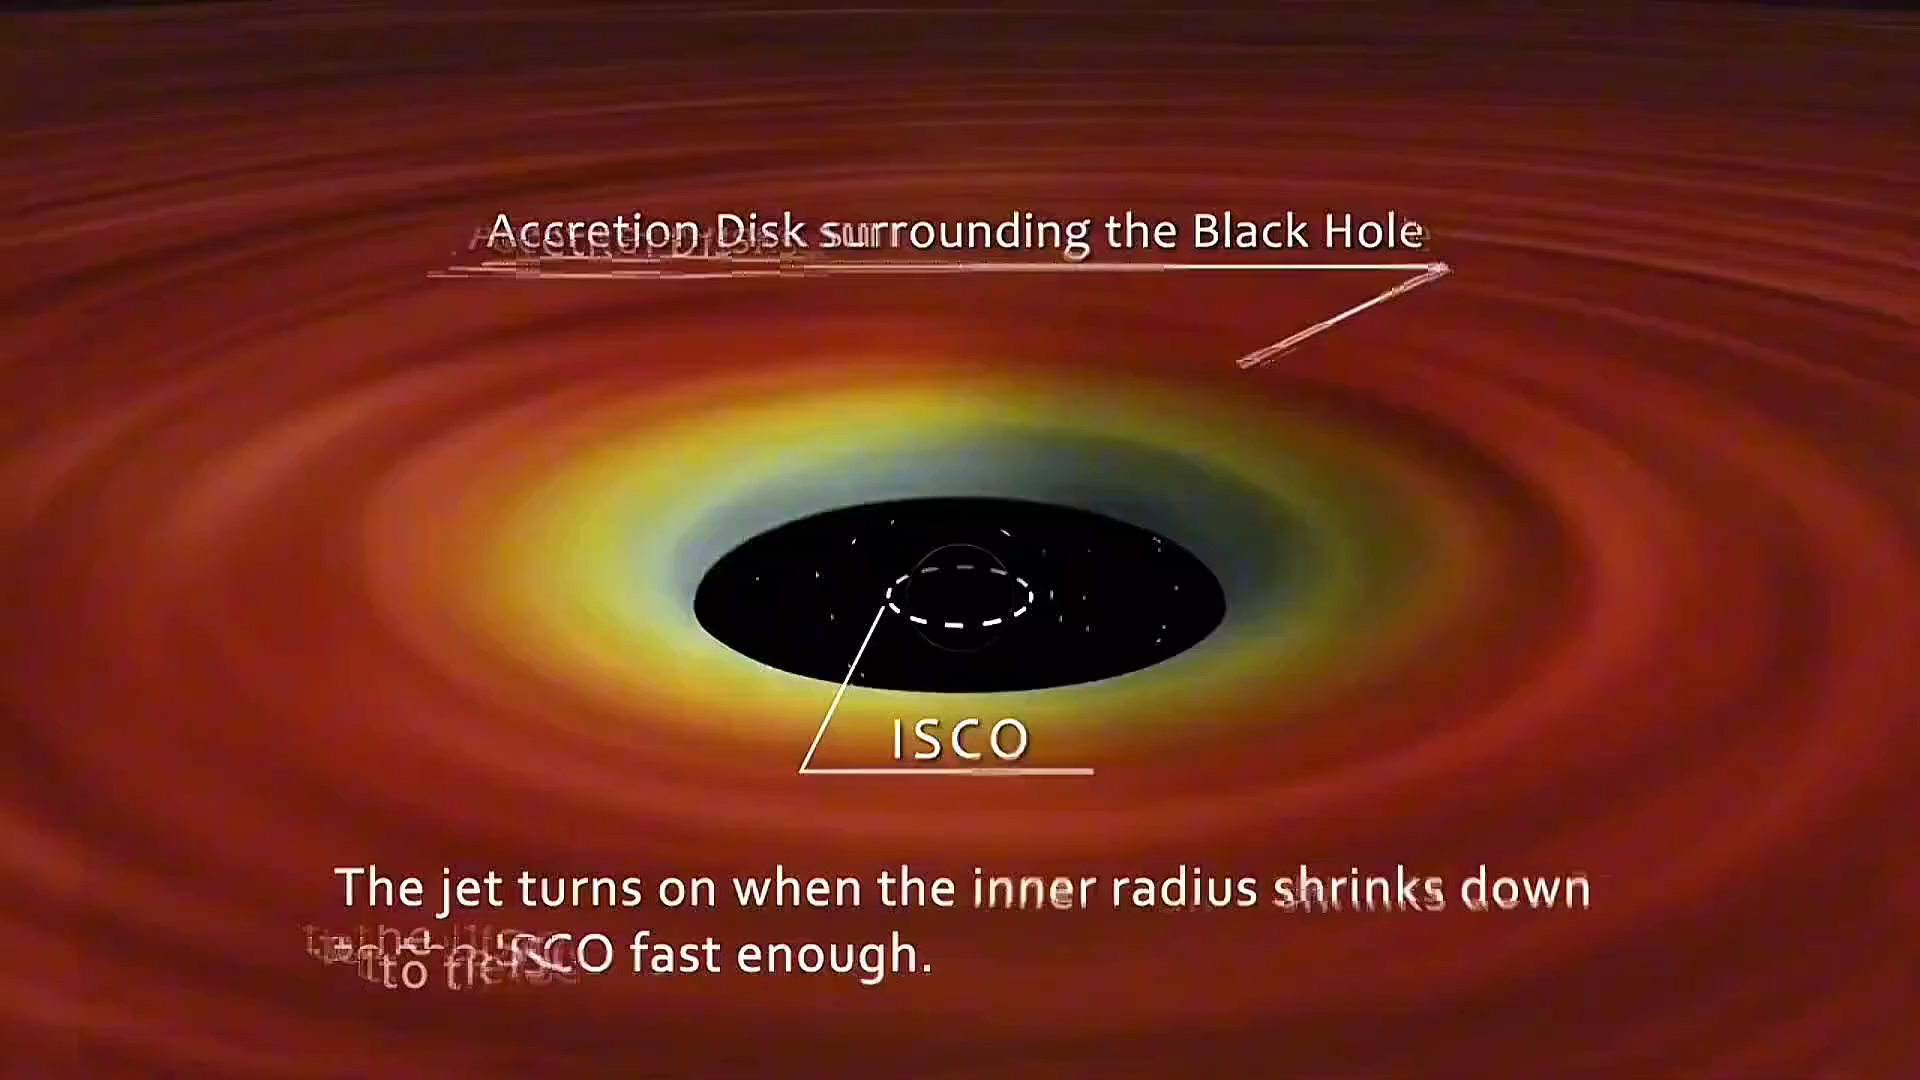 Accretion Disk surrounding the Black Hole
ISCO
The jet turns on when the inner radius shrinks down
ISCO fast enough.